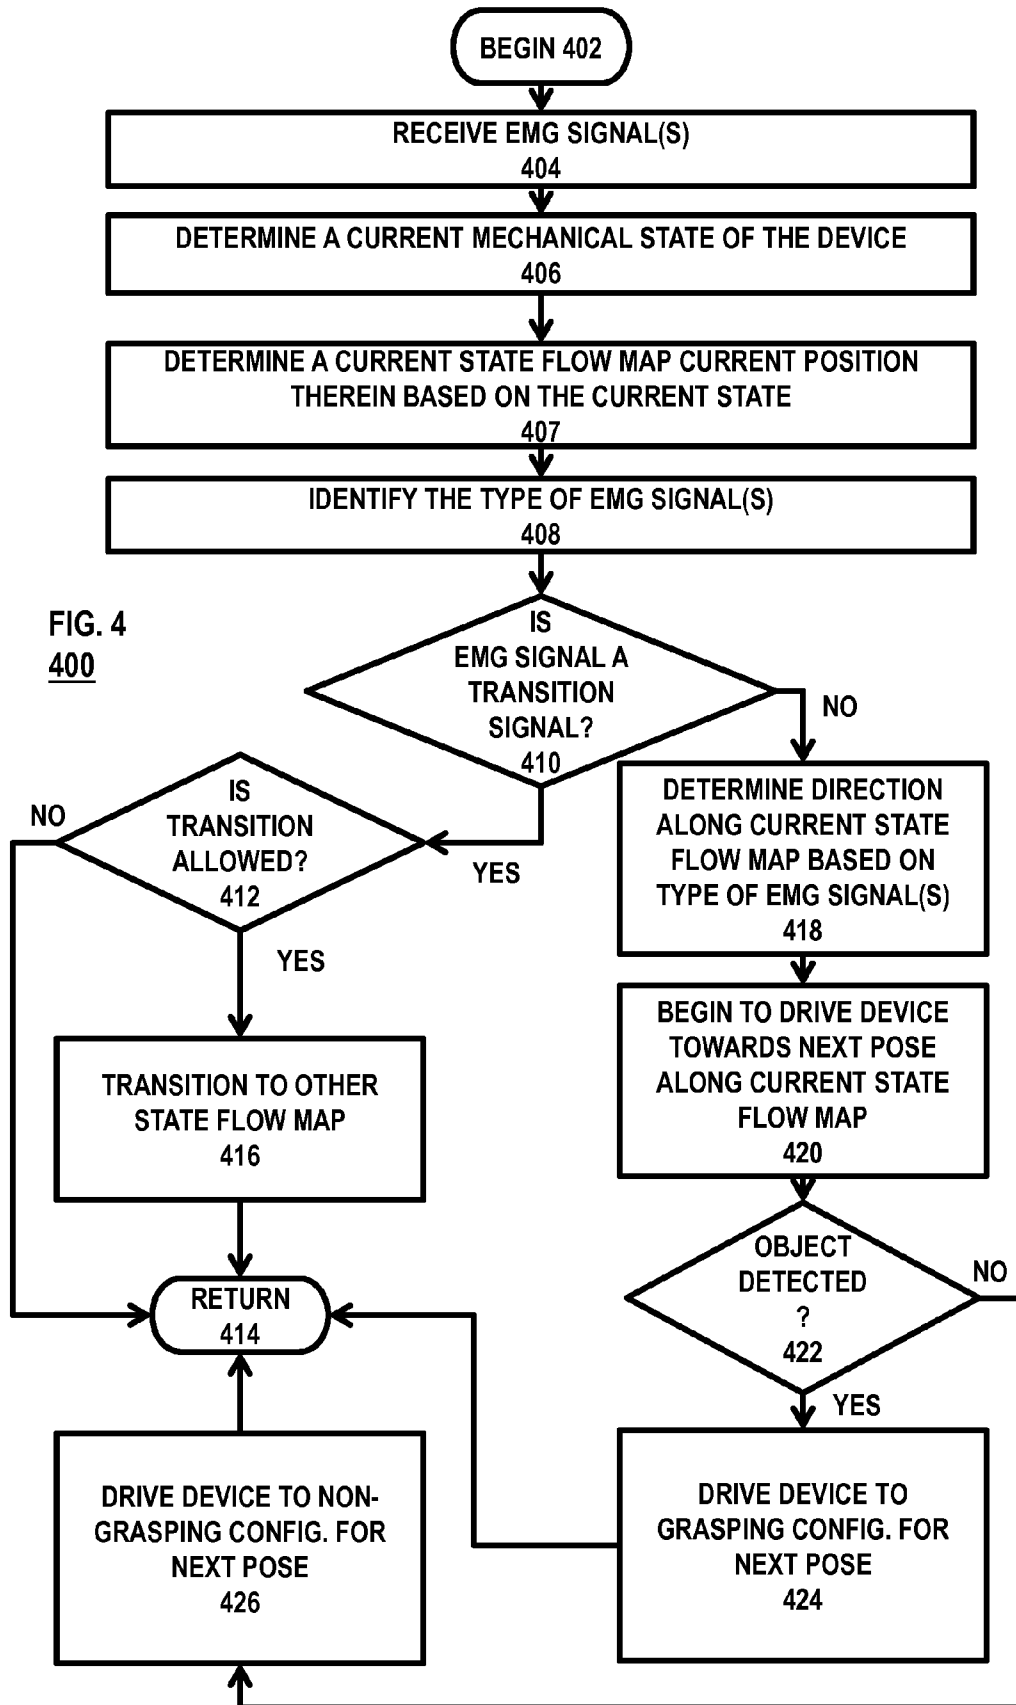 BEGIN 402
RECEIVE EMG SIGNAL(S)
404
DETERMINE A CURRENT MECHANICAL STATE OF THE DEVICE
406
DETERMINE A CURRENT STATE FLOW MAP CURRENT POSITION
THEREIN BASED ON THE CURRENT STATE
407
IDENTIFY THE TYPE OF EMG SIGNAL(S)
408
FIG. 4
400
IS
EMG SIGNAL A
TRANSITION
SIGNAL?
410
NO
YES
IS
TRANSITION
ALLOWED?
412
NO
YES
DETERMINE DIRECTION
ALONG CURRENT STATE
FLOW MAP BASED ON
TYPE OF EMG SIGNAL(S)
418
BEGIN TO DRIVE DEVICE
TOWARDS NEXT POSE
ALONG CURRENT STATE
FLOW MAP
420
TRANSITION TO OTHER
STATE FLOW MAP
416
OBJECT
DETECTED
?
422
NO
YES
RETURN
414
DRIVE DEVICE TO NON-
GRASPING CONFIG. FOR
NEXT POSE
426
DRIVE DEVICE TO
GRASPING CONFIG. FOR
NEXT POSE
424